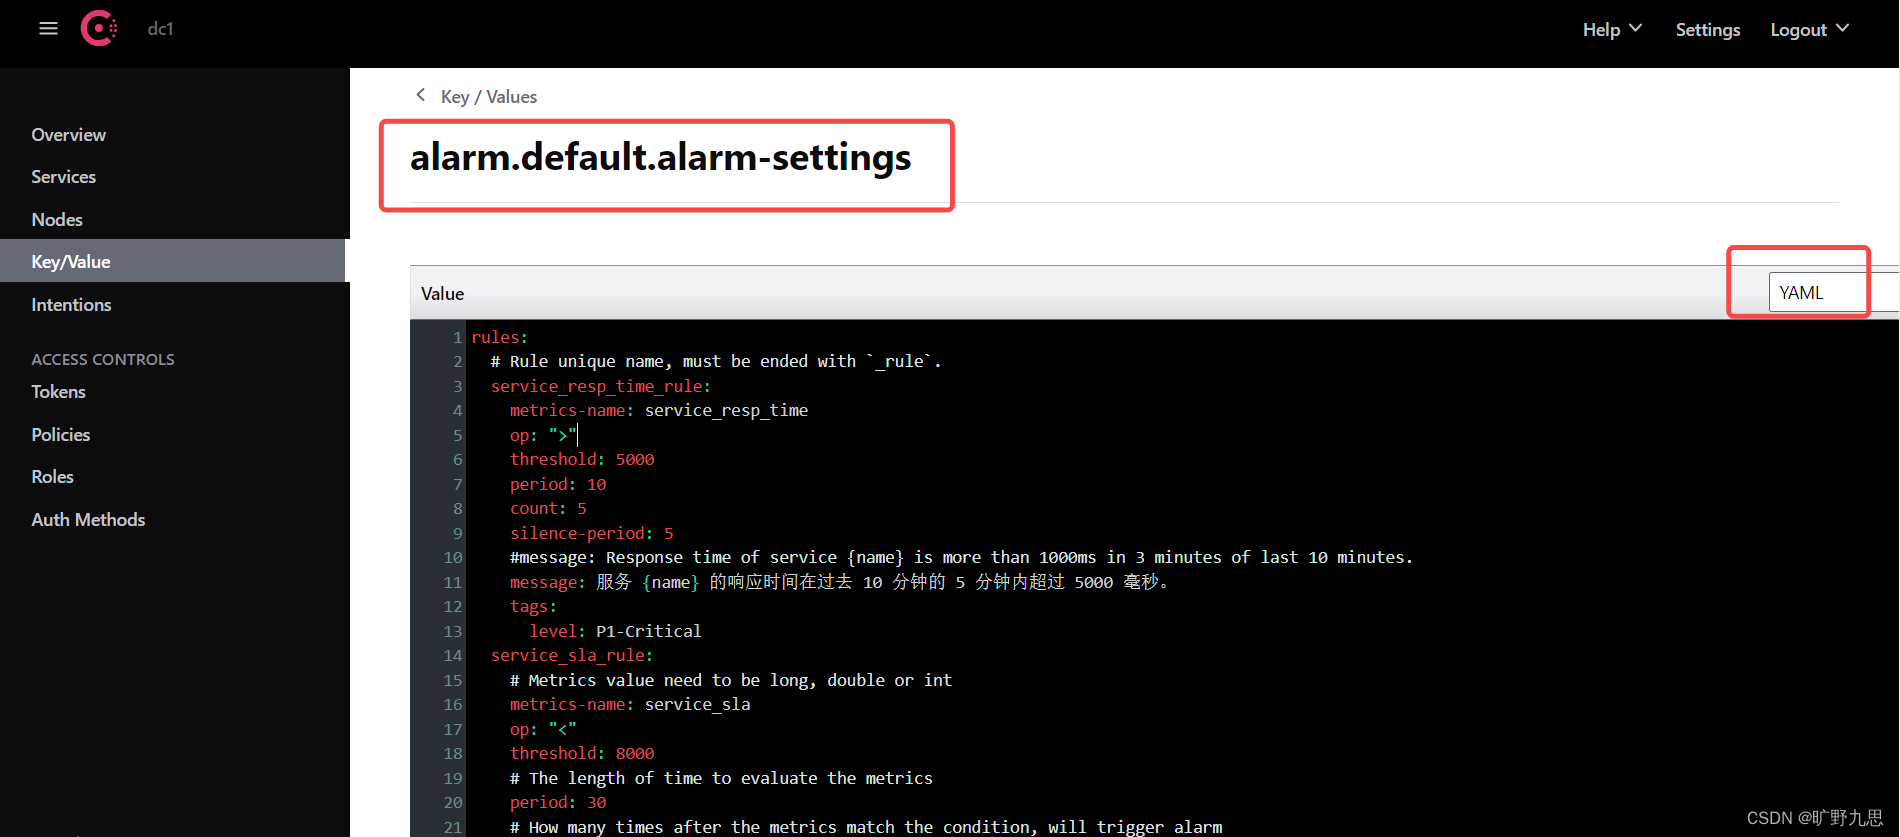 dc1
Help
Settings
Logout
Overview
Services
Nodes
Key/Value
Intentions
ACCESS CONTROLS
Tokens
Policies
Roles
Auth Methods
Key / Values
alarm.default.alarm-settings
Value
YAML
1 rules:
2 # Rule unique name, must be ended with `_rule`.
3 service_resp_time_rule:
4 metrics-name: service_resp_time
5 op: ">"
6 threshold: 5000
7 period: 10
8 count: 5
9 silence-period: 5
10 #message: Response time of service {name} is more than 1000ms in 3 minutes of last 10 minutes.
11 message: 服务 {name} 的响应时间在过去 10 分钟的 5 分钟内超过 5000 毫秒。
12 tags:
13 level: P1-Critical
14 service_sla_rule:
15 # Metrics value need to be long, double or int
16 metrics-name: service_sla
17 op: "<"
18 threshold: 8000
19 # The length of time to evaluate the metrics
20 period: 30
21 # How many times after the metrics match the condition, will trigger alarm
CSDN @旷野九思